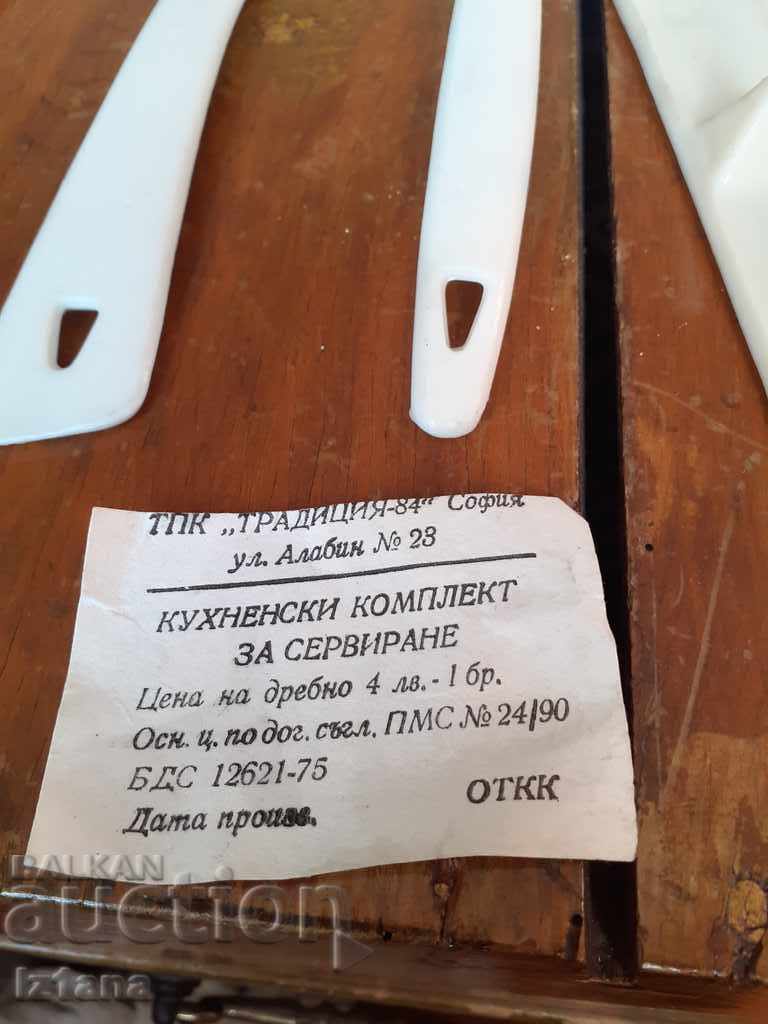 ТПК „ТРАДИЦИЯ-84“ София
ул. Алабин № 23
КУХНЕНСКИ КОМПЛЕКТ
ЗА СЕРВИРАНЕ
Цена на дребно 4 лв. - 1 бр.
Осн. ц. по дог. съгл. ПМС № 24/90
БДС 12621-75
ОТКК
Дата произв.
BALKAN
auction
Iz1ana